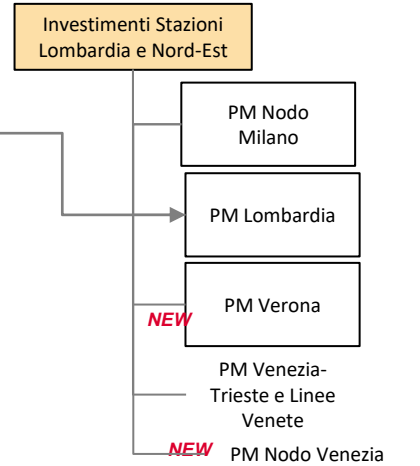 Investimenti Stazioni
Lombardia e Nord-Est
PM Nodo
Milano
PM Lombardia
PM Verona
NEW
PM Venezia-
Trieste e Linee
Venete
NEW
PM Nodo Venezia